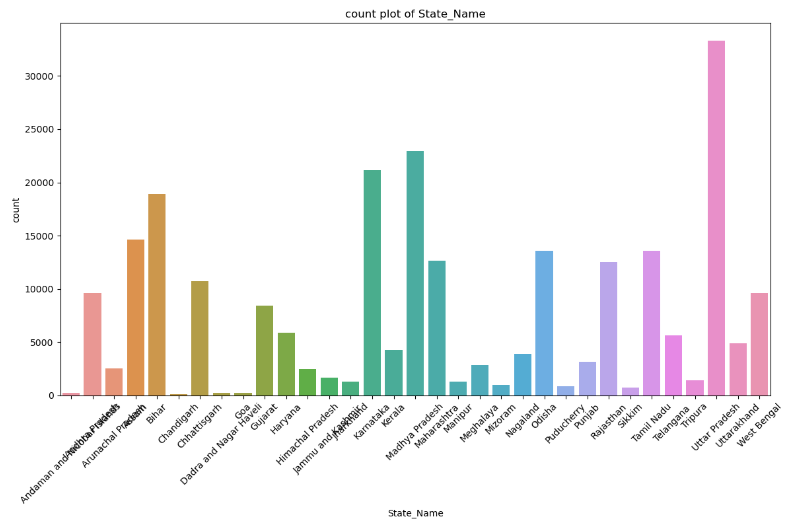 count plot of State_Name
count
30000
25000
20000
15000
10000
5000
0
Andaman and Nicobar Islands
Andhra Pradesh
Arunachal Pradesh
Assam
Bihar
Chandigarh
Chhattisgarh
Dadra and Nagar Haveli
Goa
Gujarat
Haryana
Himachal Pradesh
Jammu and Kashmir
Jharkhand
Karnataka
Kerala
Madhya Pradesh
Maharashtra
Manipur
Meghalaya
Mizoram
Nagaland
Odisha
Puducherry
Punjab
Rajasthan
Sikkim
Tamil Nadu
Telangana
Tripura
Uttar Pradesh
Uttarakhand
West Bengal
State_Name